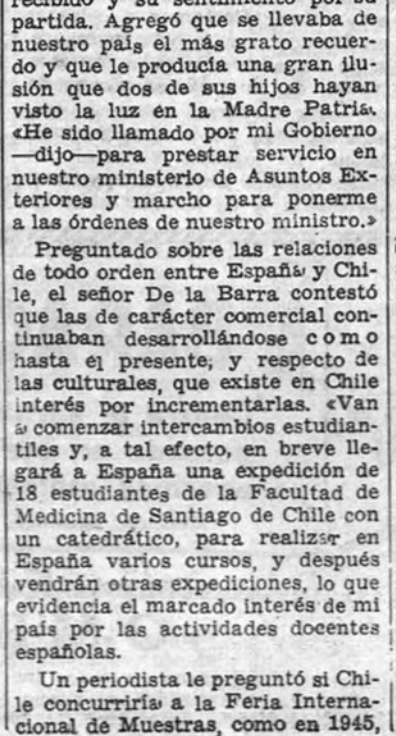 recibido y su sentimiento por su
partida. Agregó que se llevaba de
nuestro país el más grato recuer-
do y que le producía una gran ilu-
sión que dos de sus hijos hayan
visto la luz en la Madre Patria.
«He sido llamado por mi Gobierno
—dijo—para prestar servicio en
nuestro ministerio de Asuntos Ex-
teriores y marcho para ponerme
a las órdenes de nuestro ministro.»
Preguntado sobre las relaciones
de todo orden entre España y Chi-
le, el señor De la Barra contestó
que las de carácter comercial con-
tinuaban desarrollándose como
hasta el presente; y respecto de
las culturales, que existe en Chile
interés por incrementarlas. «Van
a comenzar intercambios estudian-
tiles y, a tal efecto, en breve lle-
gará a España una expedición de
18 estudiantes de la Facultad de
Medicina de Santiago de Chile con
un catedrático, para realizar en
España varios cursos, y después
vendrán otras expediciones, lo que
evidencia el marcado interés de mi
país por las actividades docentes
españolas.
Un periodista le preguntó si Chi-
le concurriría a la Feria Interna-
cional de Muestras, como en 1945,